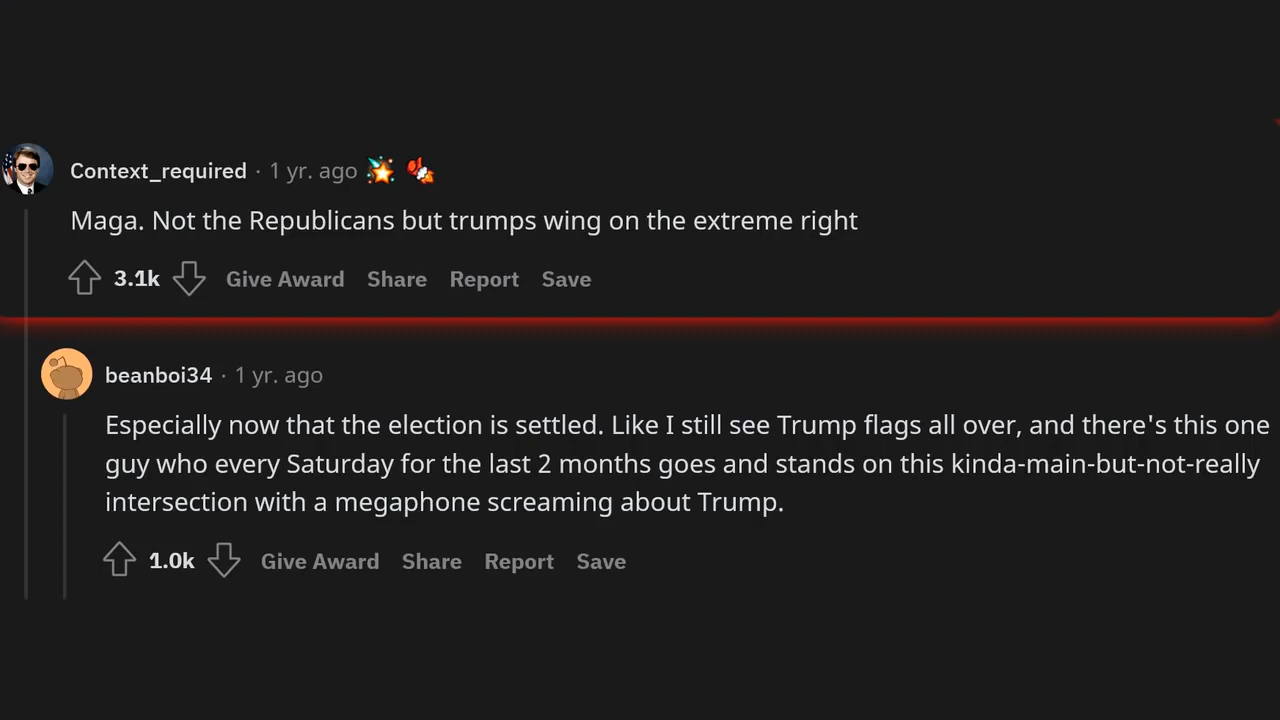 Context_required · 1 yr. ago
Maga. Not the Republicans but trumps wing on the extreme right
3.1k Give Award Share Report Save
beanboi34 · 1 yr. ago
Especially now that the election is settled. Like I still see Trump flags all over, and there's this one
guy who every Saturday for the last 2 months goes and stands on this kinda-main-but-not-really
intersection with a megaphone screaming about Trump.
1.0k Give Award Share Report Save